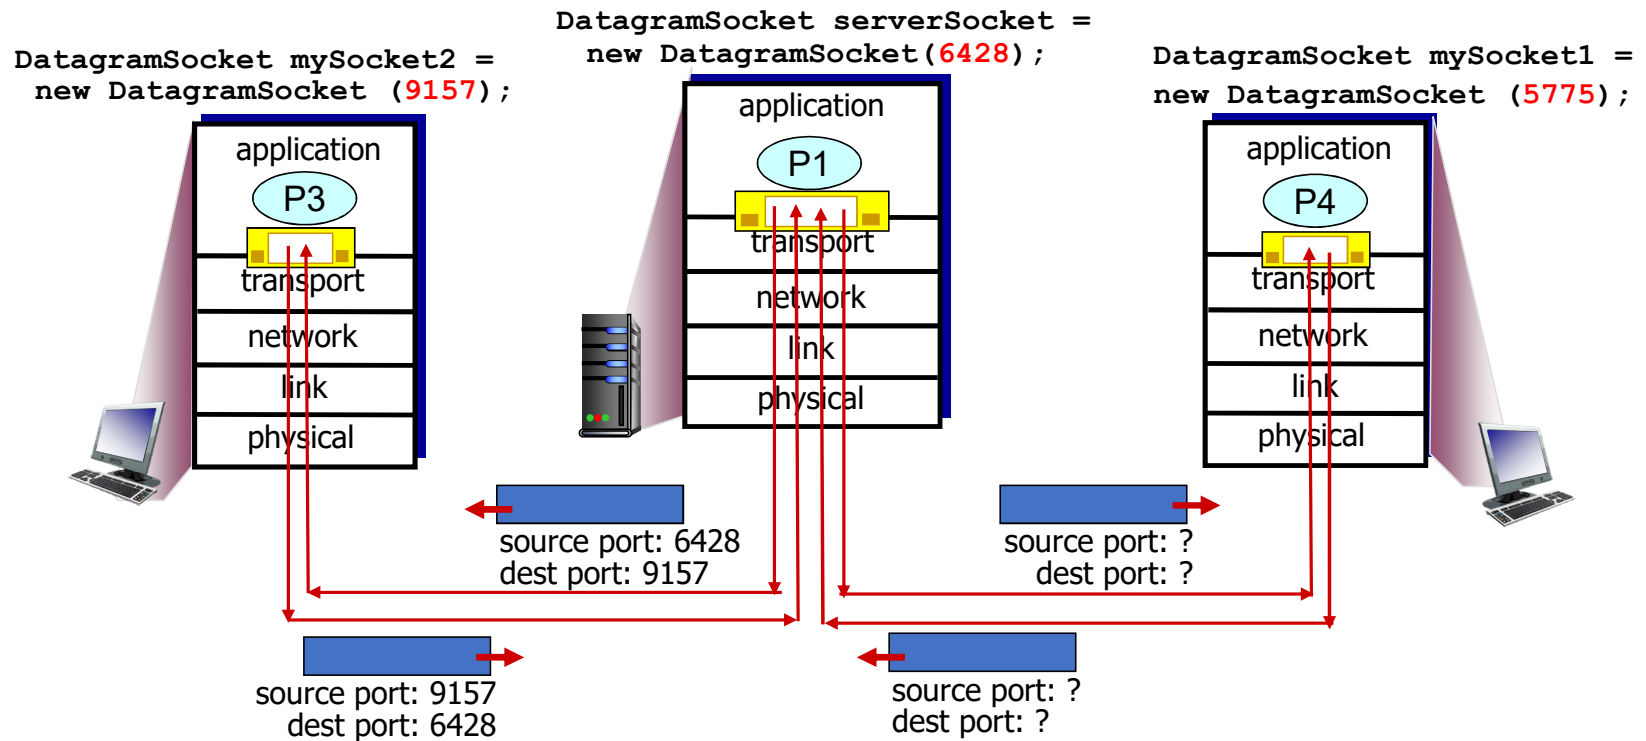 DatagramSocket serverSocket =
new DatagramSocket(6428);
DatagramSocket mySocket2 =
new DatagramSocket (9157);
DatagramSocket mySocket1 =
new DatagramSocket (5775);
application
P3
transport
network
link
physical
application
P1
transport
network
link
physical
application
P4
transport
network
link
physical
source port: 6428
dest port: 9157
source port: ?
dest port: ?
source port: 9157
dest port: 6428
source port: ?
dest port: ?